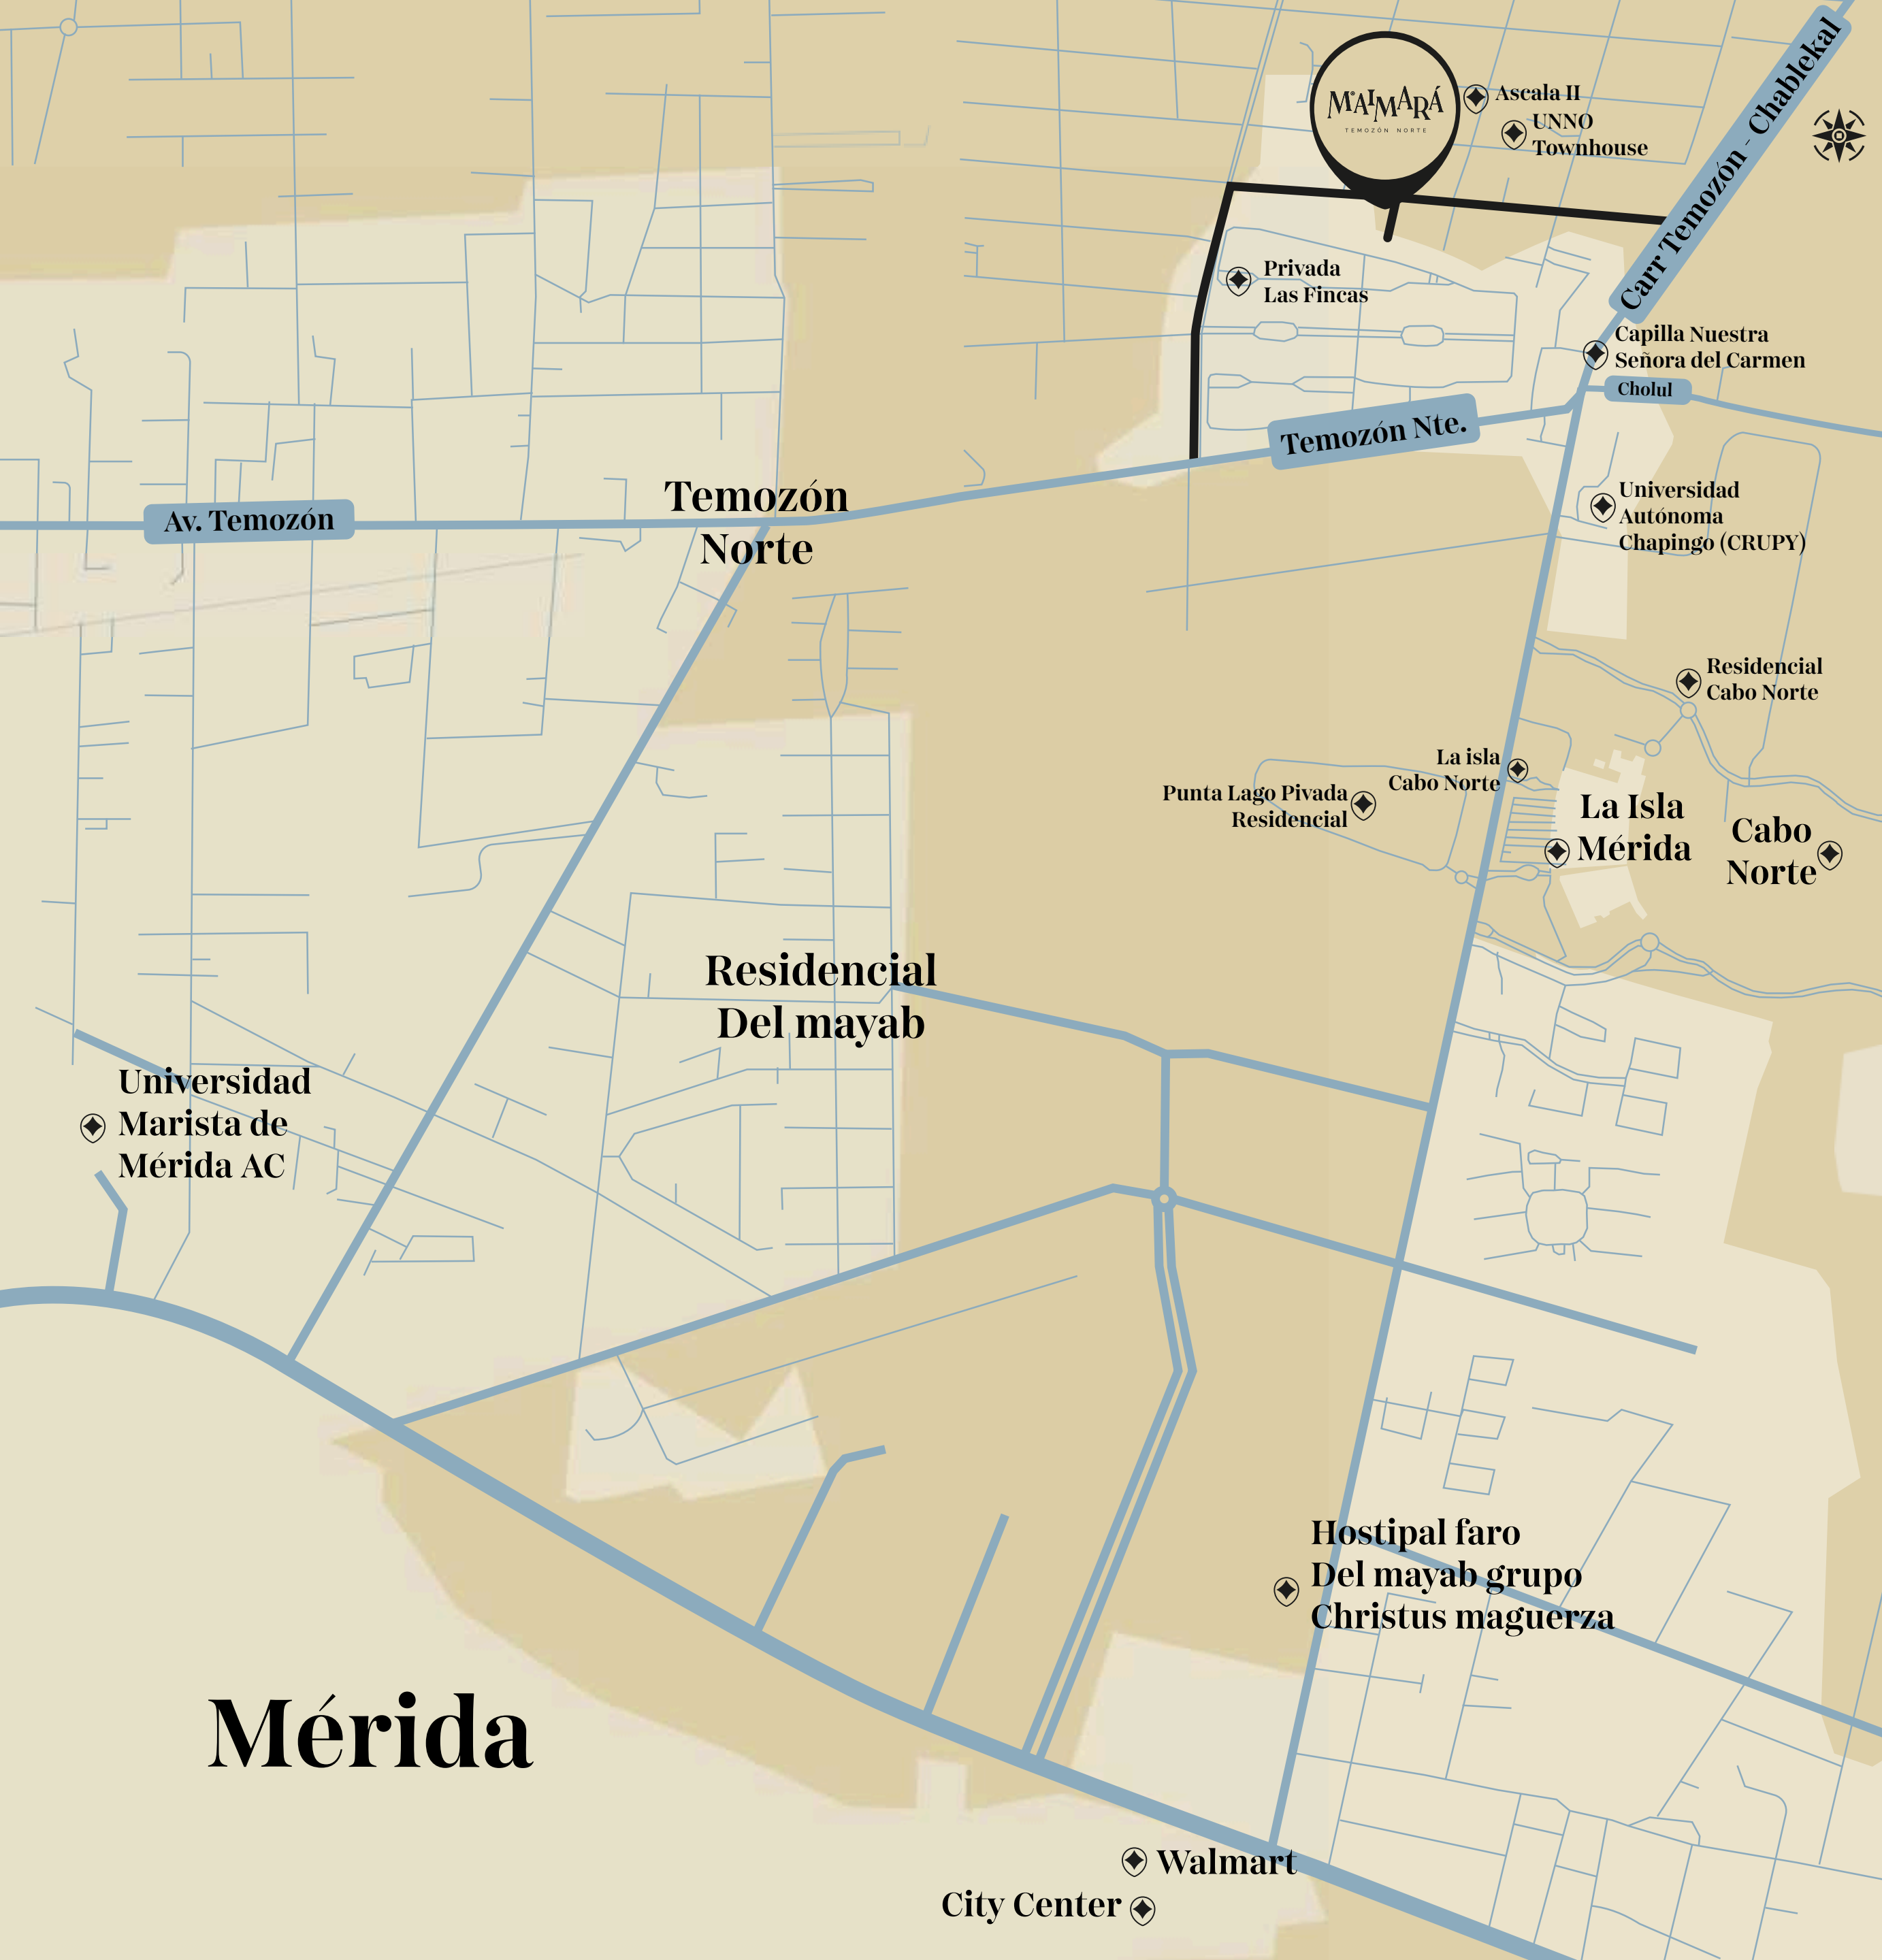 MAIMARÁ
TEMOZÓN NORTE
Ascala II
UNNO
Townhouse
Carr Temozón - Chablekal
Privada
Las Fincas
Capilla Nuestra
Señora del Carmen
Cholul
Temozón Nte.
Temozón
Norte
Av. Temozón
Universidad
Autónoma
Chapingo (CRUPY)
Residencial
Cabo Norte
La isla
Cabo Norte
Punta Lago Pivada
Residencial
La Isla
Mérida
Cabo
Norte
Residencial
Del mayab
Universidad
Marista de
Mérida AC
Hostipal faro
Del mayab grupo
Christus maguerza
Mérida
Walmart
City Center